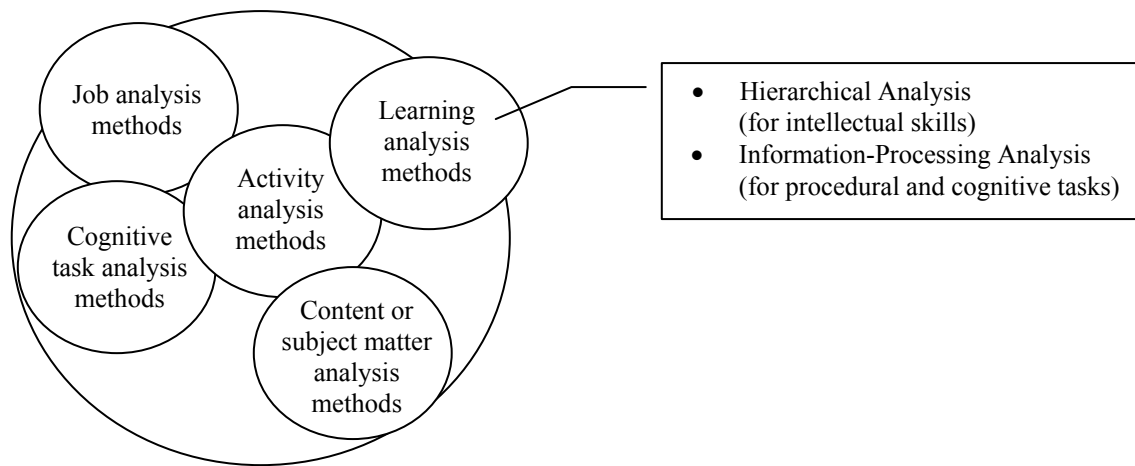 Job analysis
methods
Learning
analysis
methods
Activity
analysis
methods
Cognitive
task analysis
methods
Content or
subject matter
analysis
methods
• Hierarchical Analysis
(for intellectual skills)
• Information-Processing Analysis
(for procedural and cognitive tasks)